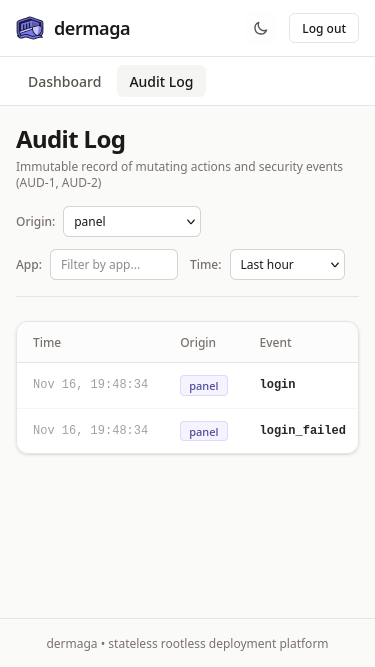 dermaga
Log out
Dashboard
Audit Log
Audit Log
Immutable record of mutating actions and security events
(AUD-1, AUD-2)
Origin: panel
App: Filter by app... Time: Last hour
Time Origin Event
Nov 16, 19:48:34 panel login
Nov 16, 19:48:34 panel login_failed
dermaga • stateless rootless deployment platform